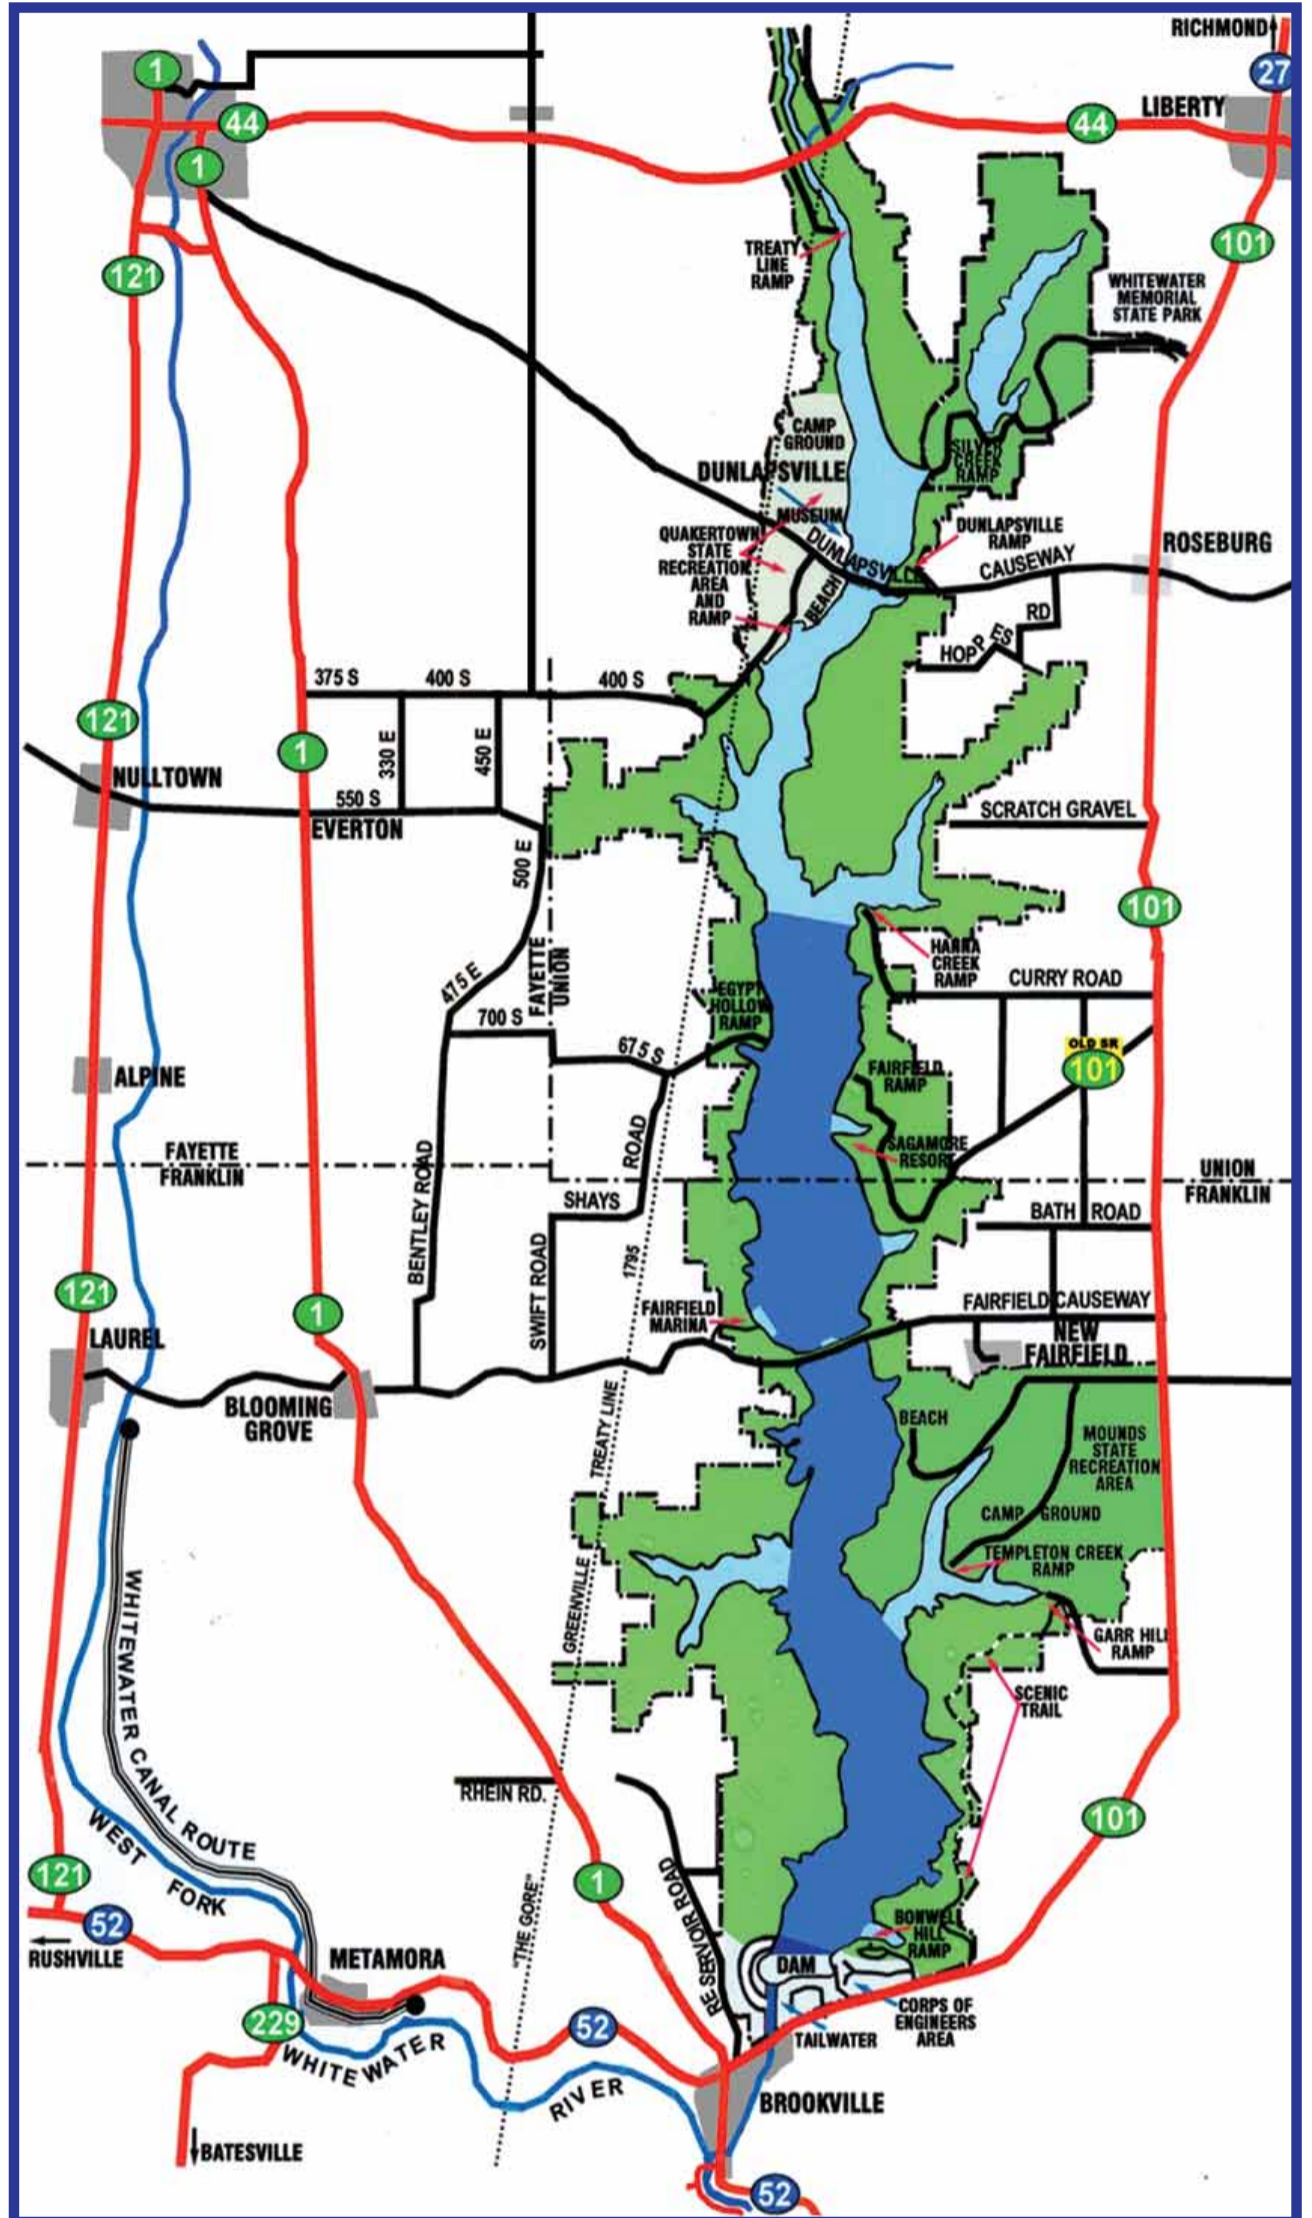 RICHMOND
1
27
44
44
LIBERTY
1
TREATY
LINE
RAMP
101
121
WHITEWATER
MEMORIAL
STATE PARK
CAMP
GROUND
SILVER
CREEK
RAMP
DUNLAPSVILLE
MUSEUM
QUAKERTOWN
STATE
RECREATION
AREA
AND
RAMP
DUNLAPSVILLE
CAUSEWAY
DUNLAPSVILLE
RAMP
BEACH
ROSEBURG
HOPPES
RD
375 S
400 S
400 S
121
1
330 E
450 E
NULLTOWN
550 S
EVERTON
SCRATCH GRAVEL
500 E
101
HANNA
CREEK
RAMP
FAYETTE
UNION
475 E
CURRY ROAD
EGYPT
HOLLOW
RAMP
700 S
675 S
OLD SR
101
FAIRFIELD
RAMP
ALPINE
SAGAMORE
RESORT
ROAD
FAYETTE
FRANKLIN
UNION
FRANKLIN
BENTLEY ROAD
SHAYS
BATH ROAD
SWIFT ROAD
1795
121
1
FAIRFIELD
MARINA
FAIRFIELD CAUSEWAY
LAUREL
NEW
FAIRFIELD
BLOOMING
GROVE
TREATY LINE
BEACH
MOUNDS
STATE
RECREATION
AREA
CAMP GROUND
TEMPLETON CREEK
RAMP
GREENVILLE
WHITEWATER CANAL ROUTE
GARR HILL
RAMP
SCENIC
TRAIL
RHEIN RD.
101
WEST FORK
121
1
RESERVOIR ROAD
"THE GORE"
52
RUSHVILLE
BONWELL
HILL
RAMP
METAMORA
DAM
CORPS OF
ENGINEERS
AREA
229
52
TAILWATER
WHITEWATER
RIVER
BROOKVILLE
BATESVILLE
52